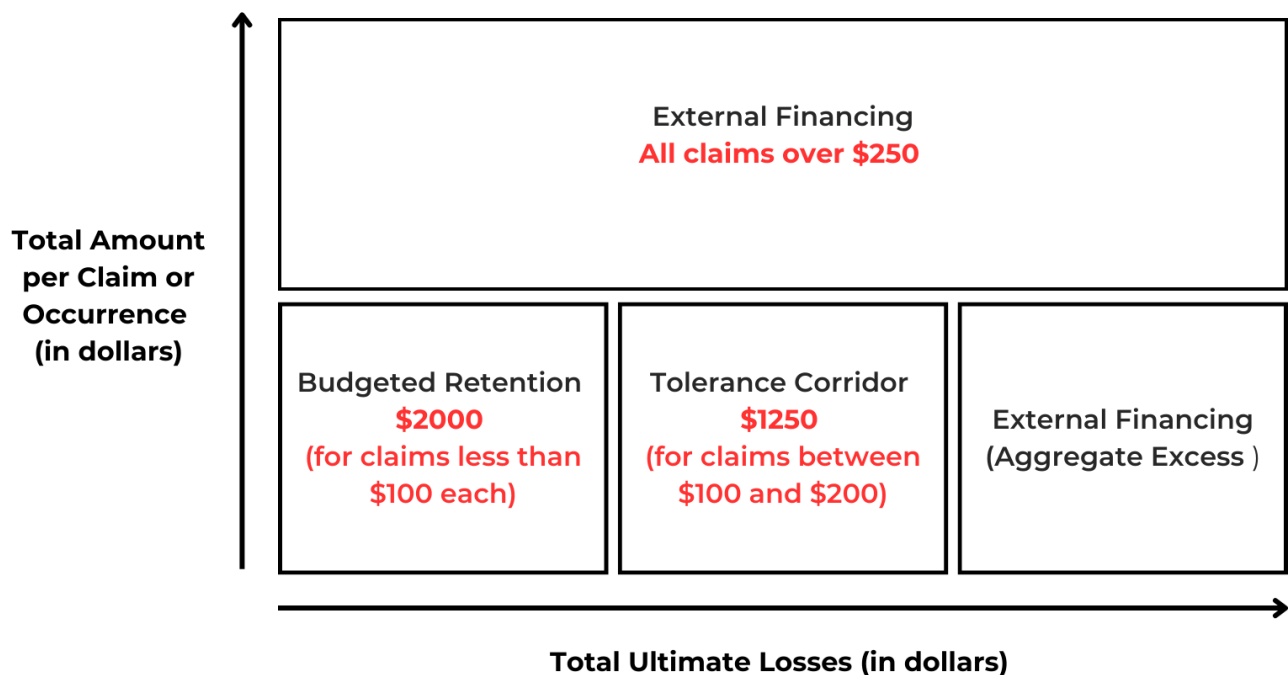 External Financing
All claims over $250
Total Amount
per Claim or
Occurrence
(in dollars)
Budgeted Retention
$2000
(for claims less than
$100 each)
Tolerance Corridor
$1250
(for claims between
$100 and $200)
External Financing
(Aggregate Excess )
Total Ultimate Losses (in dollars)